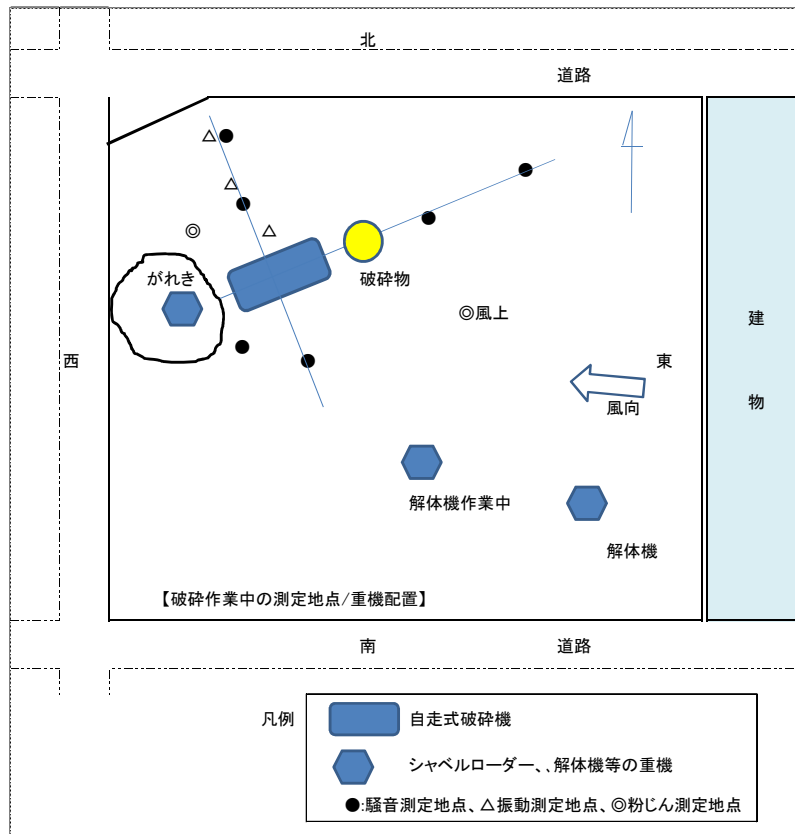 北
道路
がれき
破砕物
◎風上
建
西
東
物
風向
解体機作業中
解体機
【破砕作業中の測定地点/重機配置】
南
道路
凡例
自走式破砕機
シャベルローダー、、解体機等の重機
●:騒音測定地点、△振動測定地点、◎粉じん測定地点